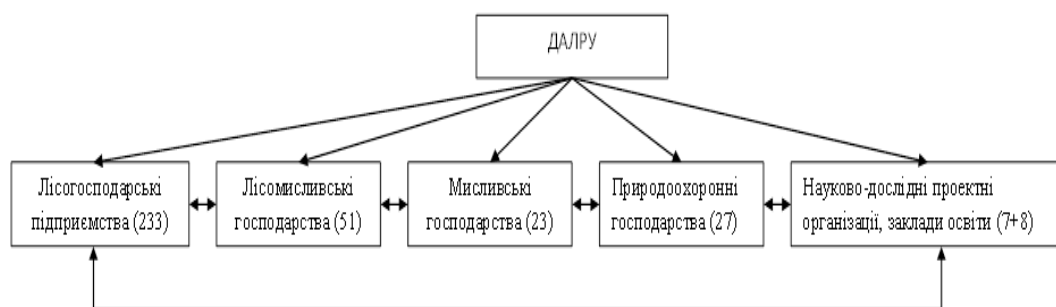 ДАЛРУ
Лісогосподарські
підприємства (233)
Лісомисливські
господарства (51)
Мисливські
господарства (23)
Природоохоронні
господарства (27)
Науково-дослідні проектні
організації, заклади освіти (7+8)